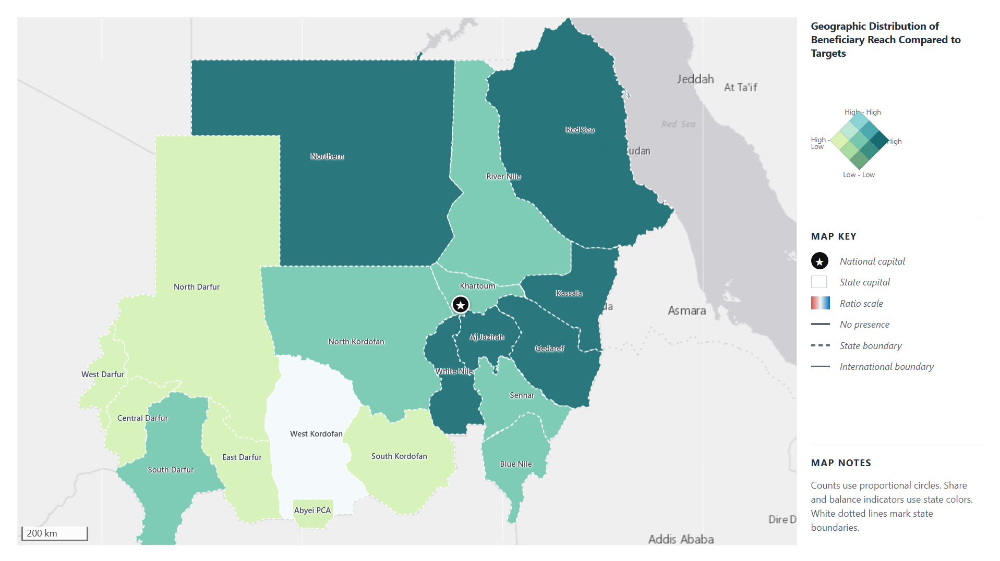 Geographic Distribution of
Beneficiary Reach Compared to
Targets
High - High
High -
Low
High
Low - Low
MAP KEY
National capital
State capital
Ratio scale
No presence
State boundary
International boundary
MAP NOTES
Counts use proportional circles. Share
and balance indicators use state colors.
White dotted lines mark state
boundaries.
Jeddah
At Ta'if
Red Sea
Red Sea
udan
Northern
River Nile
North Darfur
Khartoum
Kassala
Asmara
North Kordofan
Aj Jazirah
Gedaref
West Darfur
White Nile
Sennar
Central Darfur
West Kordofan
East Darfur
South Kordofan
Blue Nile
South Darfur
Abyei PCA
Dire D
200 km
Addis Ababa